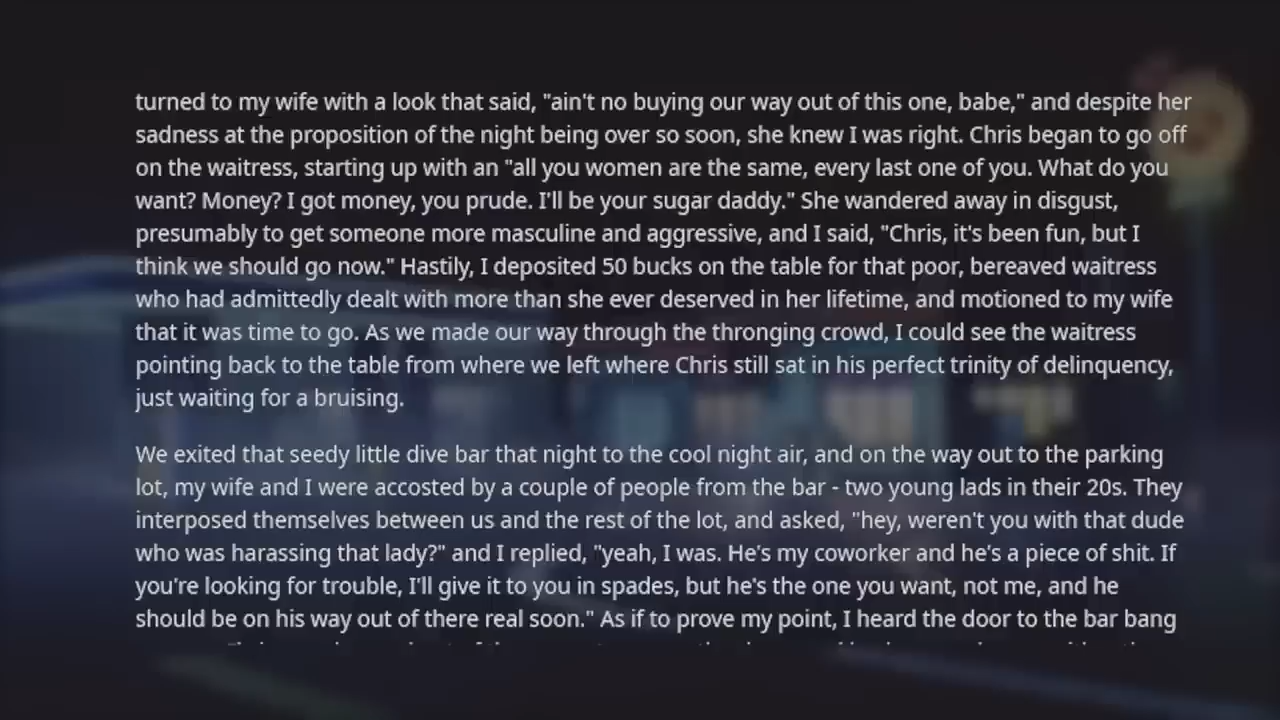 turned to my wife with a look that said, "ain't no buying our way out of this one, babe," and despite her
sadness at the proposition of the night being over so soon, she knew I was right. Chris began to go off
on the waitress, starting up with an "all you women are the same, every last one of you. What do you
want? Money? I got money, you prude. I'll be your sugar daddy." She wandered away in disgust,
presumably to get someone more masculine and aggressive, and I said, "Chris, it's been fun, but I
think we should go now." Hastily, I deposited 50 bucks on the table for that poor, bereaved waitress
who had admittedly dealt with more than she ever deserved in her lifetime, and motioned to my wife
that it was time to go. As we made our way through the thronging crowd, I could see the waitress
pointing back to the table from where we left where Chris still sat in his perfect trinity of delinquency,
just waiting for a bruising.
We exited that seedy little dive bar that night to the cool night air, and on the way out to the parking
lot, my wife and I were accosted by a couple of people from the bar - two young lads in their 20s. They
interposed themselves between us and the rest of the lot, and asked, "hey, weren't you with that dude
who was harassing that lady?" and I replied, "yeah, I was. He's my coworker and he's a piece of shit. If
you're looking for trouble, I'll give it to you in spades, but he's the one you want, not me, and he
should be on his way out of there real soon." As if to prove my point, I heard the door to the bar bang